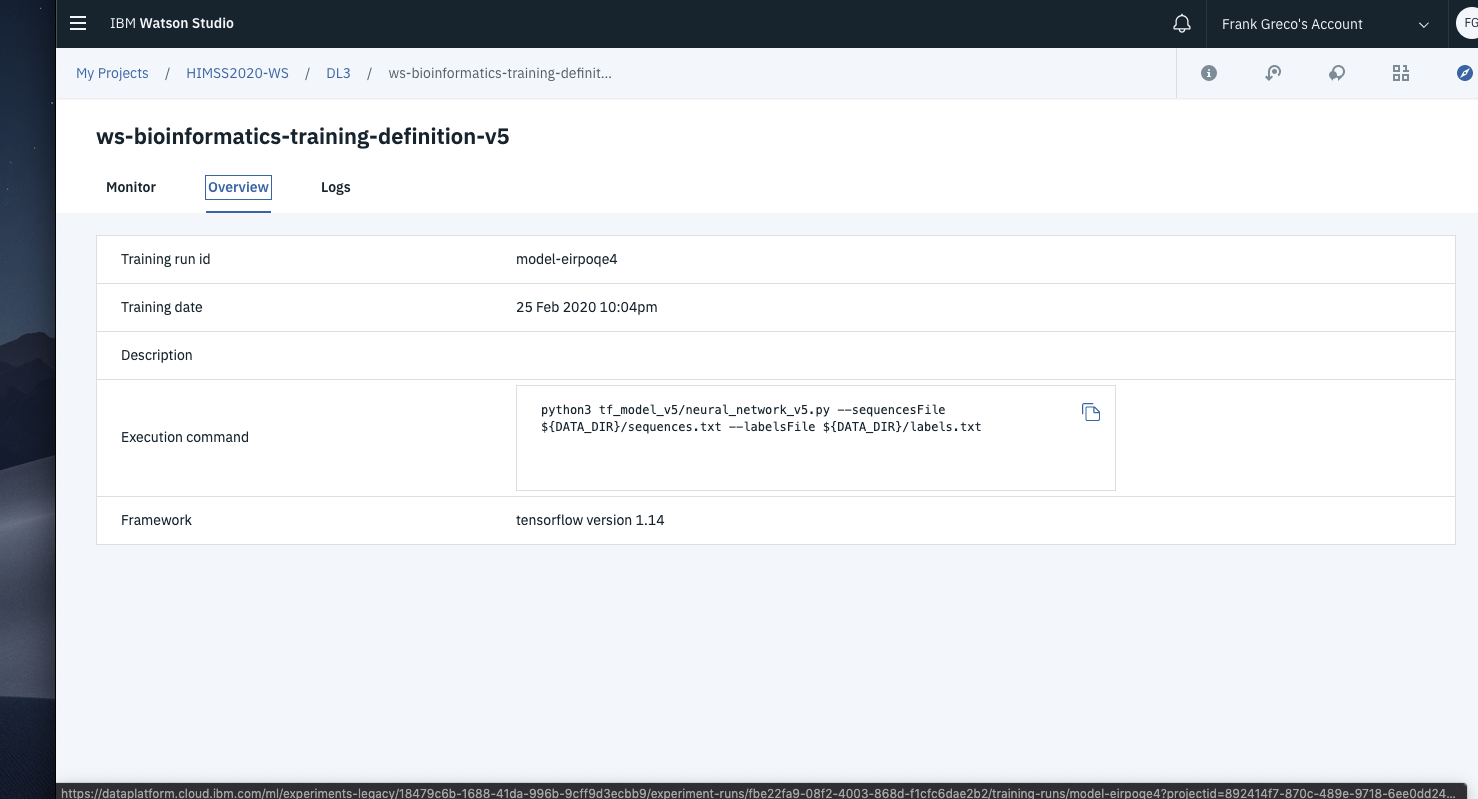 IBM Watson Studio
Frank Greco's Account
FG
My Projects / HIMSS2020-WS / DL3 / ws-bioinformatics-training-definit...
ws-bioinformatics-training-definition-v5
Monitor Overview Logs
Training run id model-eirpoqe4
Training date 25 Feb 2020 10:04pm
Description
Execution command
python3 tf_model_v5/neural_network_v5.py --sequencesFile
${DATA_DIR}/sequences.txt --labelsFile ${DATA_DIR}/labels.txt
Framework tensorflow version 1.14
https://dataplatform.cloud.ibm.com/ml/experiments-legacy/18479c6b-1688-41da-996b-9cff9d3ecbb9/experiment-runs/fbe22fa9-08f2-4003-868d-f1cfc6dae2b2/training-runs/model-eirpoqe4?projectid=892414f7-870c-489e-9718-6ee0dd24...